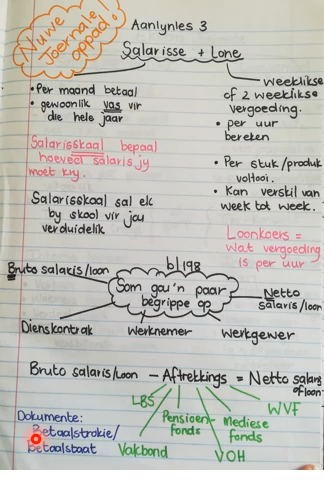 Nuwe
Joernale
oppad!
Aanlynles 3
Salarisse + Lone
• Per maand betaal
• gewoonlik vas vir
die hele jaar
Salarisskaal bepaal
hoeveel salaris jy
moet kry.
Salarisskaal sal elc
by skool vir jou
verduidelik
weeklikse
of 2 weeklikse
vergoeding.
• per uur
bereken
• Per stuk/produk
voltooi.
• Kan verskil van
week tot week.
Loonkoers =
Wat vergoeding
is per uur
bl 198
Som gou 'n paar
begrippe op
Bruto salaris/loon
Netto
salaris/loon
Dienskontrak
Werknemer
Werkgewer
Bruto salaris/loon - Aftrekkings = Netto salaris
of loon
LBS
Pensioen-
fonds
Mediese
fonds
WVF
Vakbond
VOH
Dokumente:
Betaalstrokie/
betaalstaat